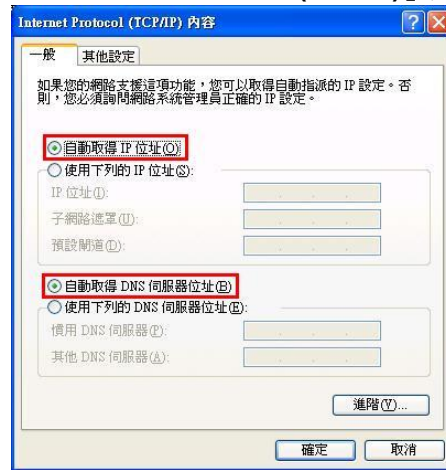 Internet Protocol (TCP/IP) 內容
一般
其他設定
如果您的網路支援這項功能，您可以取得自動指派的 IP 設定。否
則，您必須詢問網路系統管理員正確的 IP 設定。
自動取得 IP 位址(O)
使用下列的 IP 位址(S):
IP 位址(I):
子網路遮罩(U):
預設閘道(D):
自動取得 DNS 伺服器位址(B)
使用下列的 DNS 伺服器位址(E):
慣用 DNS 伺服器(P):
其他 DNS 伺服器(A):
進階(V)...
確定
取消